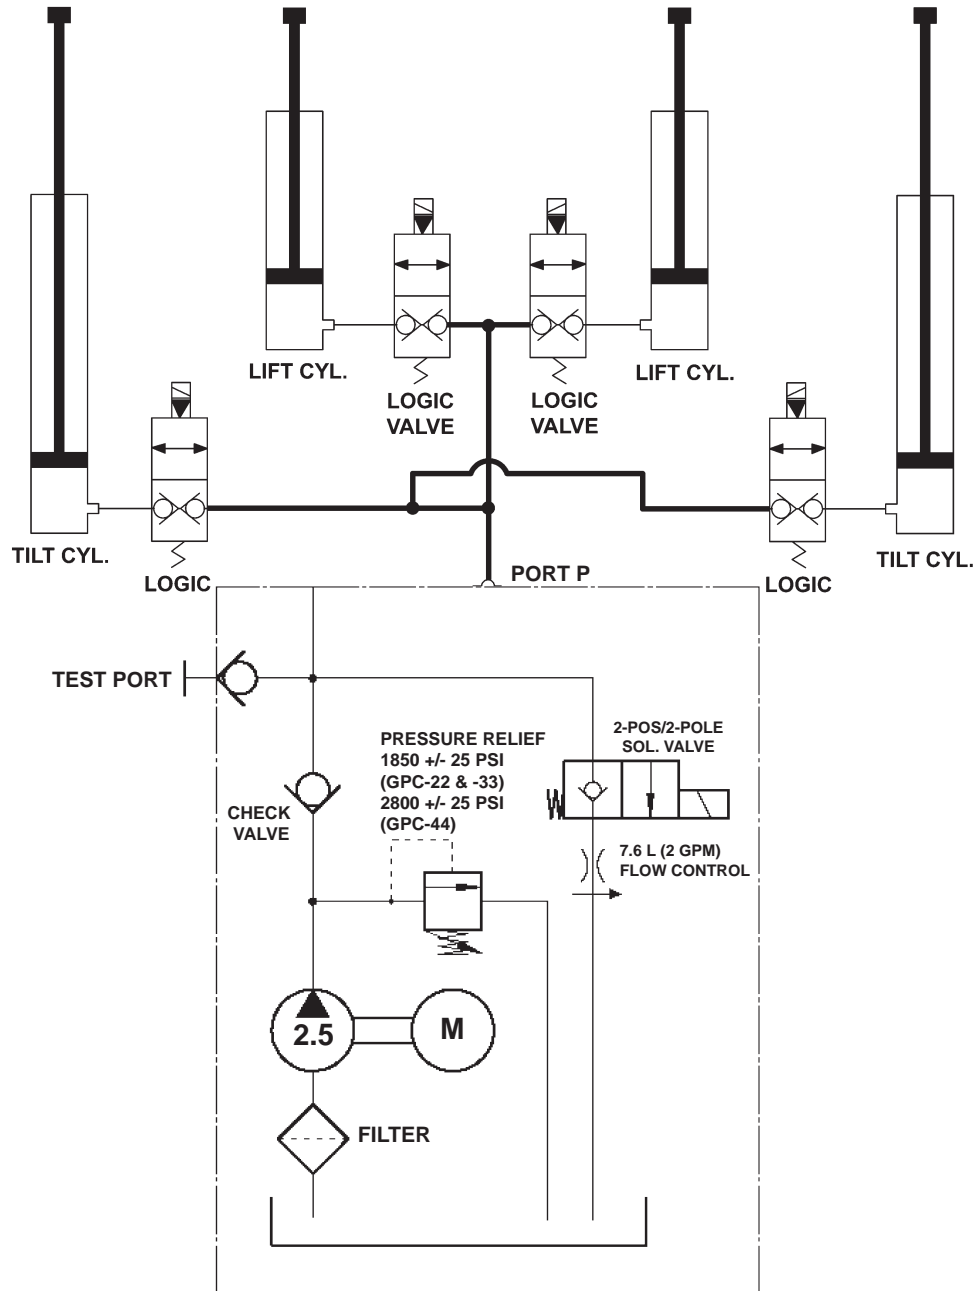 LIFT CYL.
LIFT CYL.
LOGIC
VALVE
LOGIC
VALVE
TILT CYL.
TILT CYL.
LOGIC
PORT P
LOGIC
TEST PORT
PRESSURE RELIEF
1850 +/- 25 PSI
(GPC-22 & -33)
2800 +/- 25 PSI
(GPC-44)
2-POS/2-POLE
SOL. VALVE
CHECK
VALVE
7.6 L (2 GPM)
FLOW CONTROL
2.5
M
FILTER